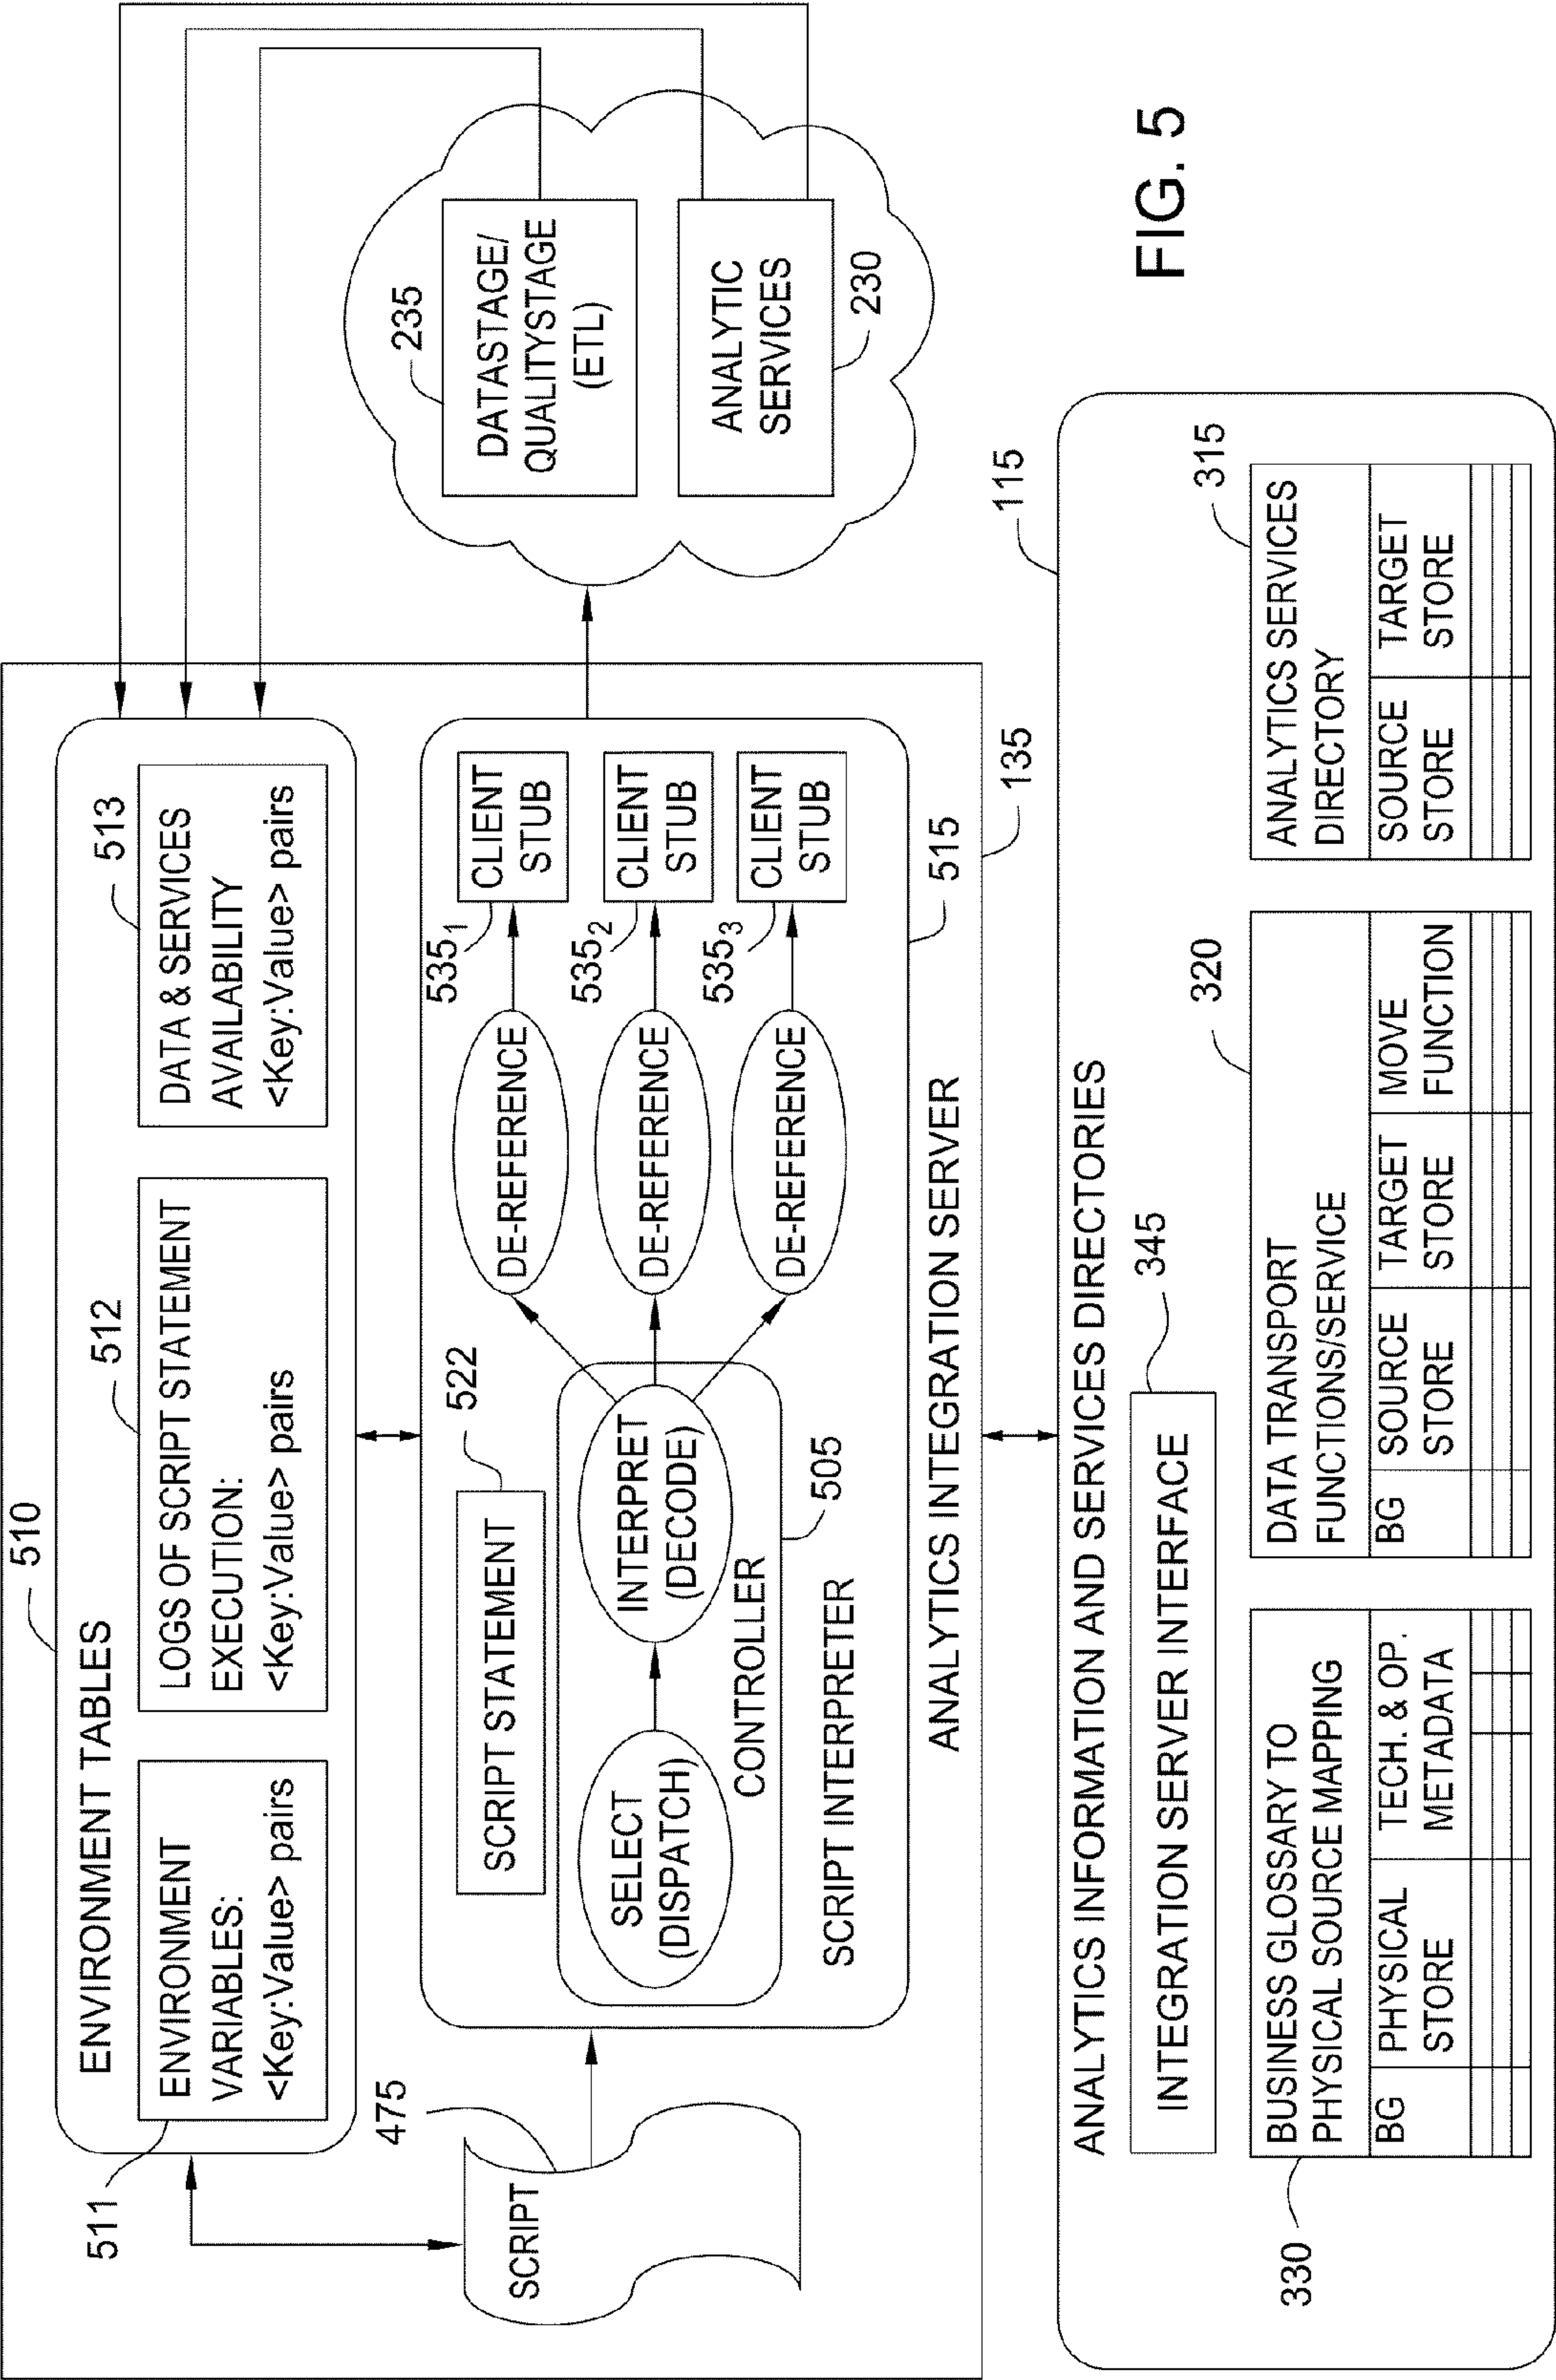 510
ENVIRONMENT TABLES
511
ENVIRONMENT
VARIABLES:
<Key:Value> pairs
512
LOGS OF SCRIPT STATEMENT
EXECUTION:
<Key:Value> pairs
513
DATA & SERVICES
AVAILABILITY
<Key:Value> pairs
475
SCRIPT
SCRIPT STATEMENT
522
SELECT
(DISPATCH)
INTERPRET
(DECODE)
CONTROLLER
505
SCRIPT INTERPRETER
DE-REFERENCE
DE-REFERENCE
DE-REFERENCE
535₁
CLIENT
STUB
535₂
CLIENT
STUB
535₃
CLIENT
STUB
515
ANALYTICS INTEGRATION SERVER
135
235
DATASTAGE/
QUALITYSTAGE
(ETL)
ANALYTIC
SERVICES
230
115
ANALYTICS INFORMATION AND SERVICES DIRECTORIES
INTEGRATION SERVER INTERFACE
345
330
BUSINESS GLOSSARY TO
PHYSICAL SOURCE MAPPING
BG PHYSICAL TECH. & OP.
STORE METADATA
320
DATA TRANSPORT
FUNCTIONS/SERVICE
BG SOURCE TARGET MOVE
STORE STORE FUNCTION
315
ANALYTICS SERVICES
DIRECTORY
SOURCE TARGET
STORE STORE
FIG. 5